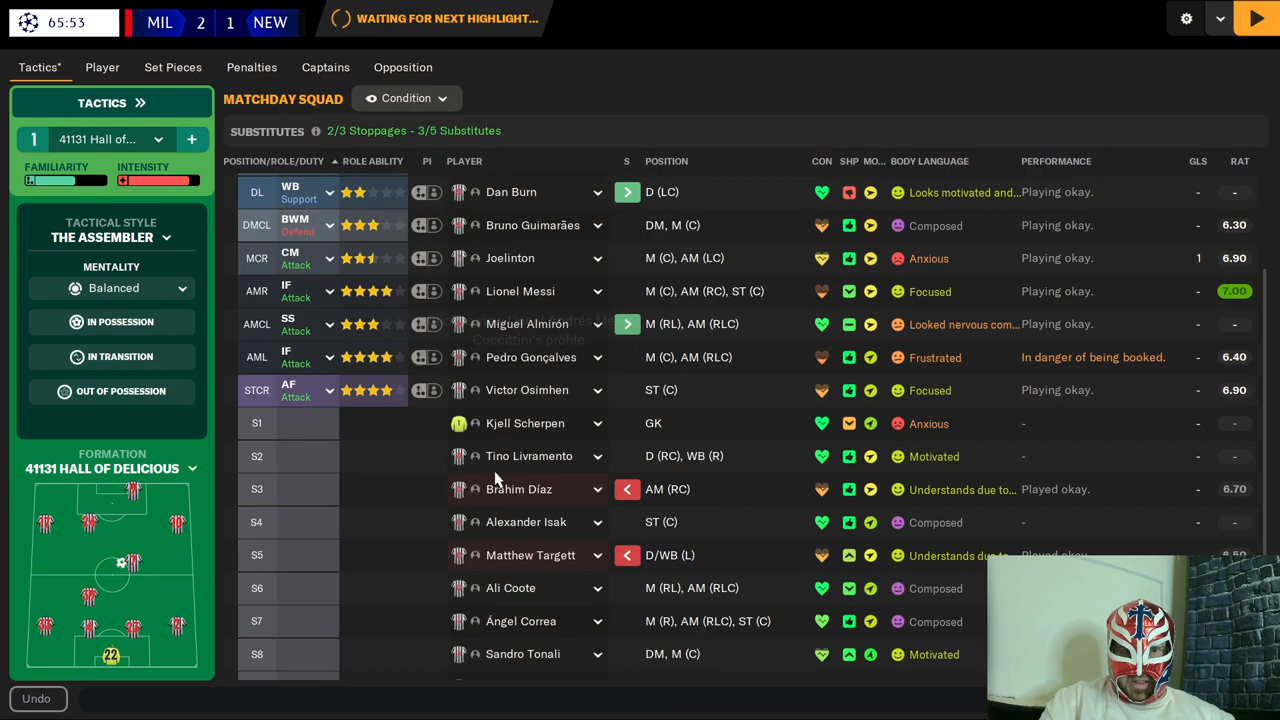 65:53 MIL 2 1 NEW WAITING FOR NEXT HIGHLIGHT...
Tactics* Player Set Pieces Penalties Captains Opposition
TACTICS
1 41131 Hall of... +
FAMILIARITY INTENSITY
TACTICAL STYLE
THE ASSEMBLER
MENTALITY
Balanced
IN POSSESSION
IN TRANSITION
OUT OF POSSESSION
FORMATION
41131 HALL OF DELICIOUS
22
Undo
MATCHDAY SQUAD Condition
SUBSTITUTES 2/3 Stoppages - 3/5 Substitutes
POSITION/ROLE/DUTY ROLE ABILITY PI PLAYER S POSITION CON SHP MO... BODY LANGUAGE PERFORMANCE GLS RAT
DL WB Support Dan Burn D (LC) Looks motivated and... Playing okay. - -
DMCL BWM Defend Bruno Guimarães DM, M (C) Composed Playing okay. - 6.30
MCR CM Attack Joelinton M (C), AM (LC) Anxious Playing okay. 1 6.90
AMR IF Attack Lionel Messi M (C), AM (RC), ST (C) Focused Playing okay. - 7.00
AMCL SS Attack Miguel Almirón M (RL), AM (RLC) Looked nervous com... Playing okay. - -
Cuccittini's profile
AML IF Attack Pedro Gonçalves M (C), AM (RLC) Frustrated In danger of being booked. - 6.40
STCR AF Attack Victor Osimhen ST (C) Focused Playing okay. - 6.90
S1 Kjell Scherpen GK Anxious - - -
S2 Tino Livramento D (RC), WB (R) Motivated - - -
S3 Brahim Díaz AM (RC) Understands due to... Played okay. - 6.70
S4 Alexander Isak ST (C) Composed - - -
S5 Matthew Targett D/WB (L) Understands due to... Played okay. - 6.50
S6 Ali Coote M (RL), AM (RLC) Composed
S7 Ángel Correa M (R), AM (RLC), ST (C) Composed
S8 Sandro Tonali DM, M (C) Motivated